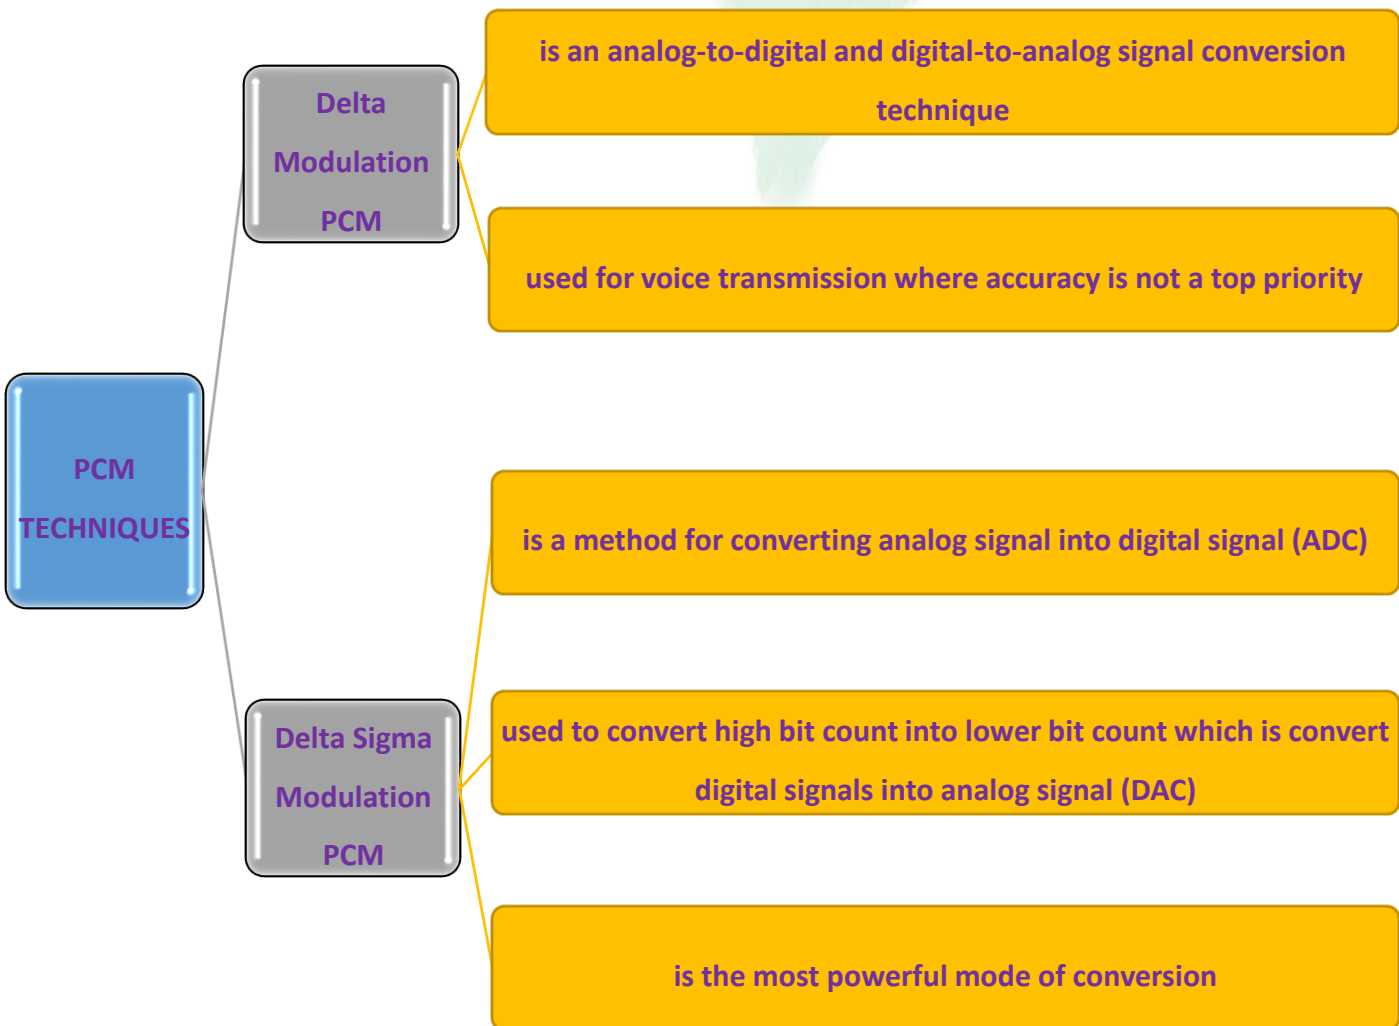 PCM
TECHNIQUES
Delta
Modulation
PCM
is an analog-to-digital and digital-to-analog signal conversion
technique
used for voice transmission where accuracy is not a top priority
Delta Sigma
Modulation
PCM
is a method for converting analog signal into digital signal (ADC)
used to convert high bit count into lower bit count which is convert
digital signals into analog signal (DAC)
is the most powerful mode of conversion